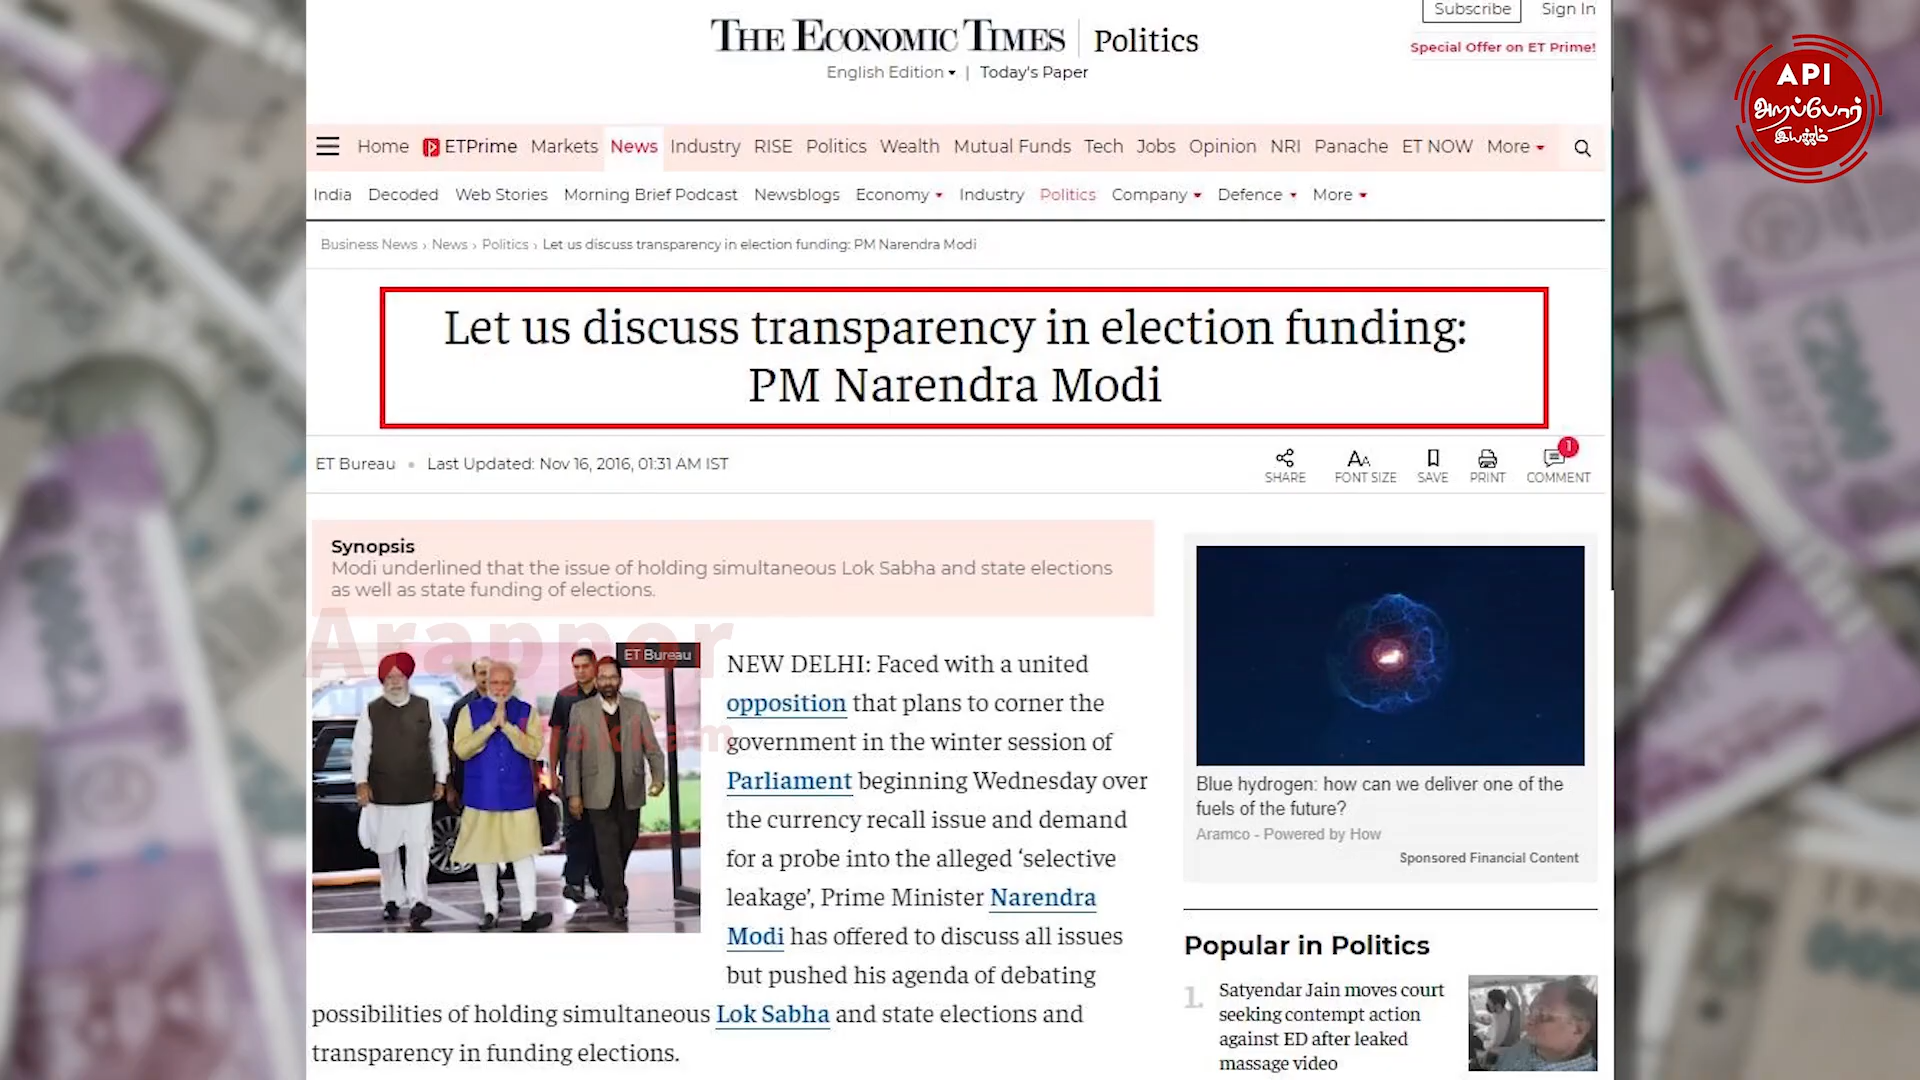 THE ECONOMIC TIMES | Politics
English Edition | Today's Paper
Subscribe Sign In
Special Offer on ET Prime!
API
அறப்போர்
இயக்கம்
Home ETPrime Markets News Industry RISE Politics Wealth Mutual Funds Tech Jobs Opinion NRI Panache ET NOW More
India Decoded Web Stories Morning Brief Podcast Newsblogs Economy Industry Politics Company Defence More
Business News › News › Politics › Let us discuss transparency in election funding: PM Narendra Modi
Let us discuss transparency in election funding:
PM Narendra Modi
ET Bureau • Last Updated: Nov 16, 2016, 01:31 AM IST
SHARE FONT SIZE SAVE PRINT COMMENT
1
Synopsis
Modi underlined that the issue of holding simultaneous Lok Sabha and state elections
as well as state funding of elections.
Arappor
Iyakkam
ET Bureau
NEW DELHI: Faced with a united
opposition that plans to corner the
government in the winter session of
Parliament beginning Wednesday over
the currency recall issue and demand
for a probe into the alleged ‘selective
leakage’, Prime Minister Narendra
Modi has offered to discuss all issues
but pushed his agenda of debating
possibilities of holding simultaneous Lok Sabha and state elections and
transparency in funding elections.
Blue hydrogen: how can we deliver one of the
fuels of the future?
Aramco - Powered by How
Sponsored Financial Content
Popular in Politics
1. Satyendar Jain moves court
seeking contempt action
against ED after leaked
massage video